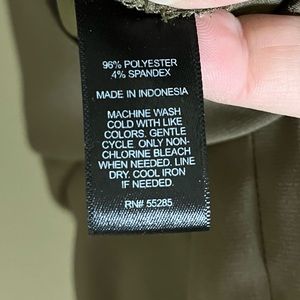 96% POLYESTER
4% SPANDEX
MADE IN INDONESIA
MACHINE WASH
COLD WITH LIKE
COLORS. GENTLE
CYCLE ONLY NON-
CHLORINE BLEACH
WHEN NEEDED. LINE
DRY. COOL IRON
IF NEEDED.
RN# 55285